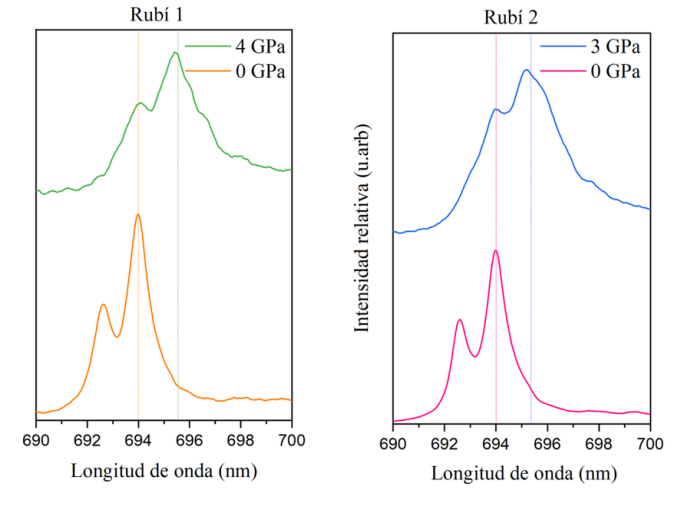 Rubí 1
4 GPa
0 GPa
690 692 694 696 698 700
Longitud de onda (nm)
Rubí 2
3 GPa
0 GPa
Intensidad relativa (u.arb)
690 692 694 696 698 700
Longitud de onda (nm)